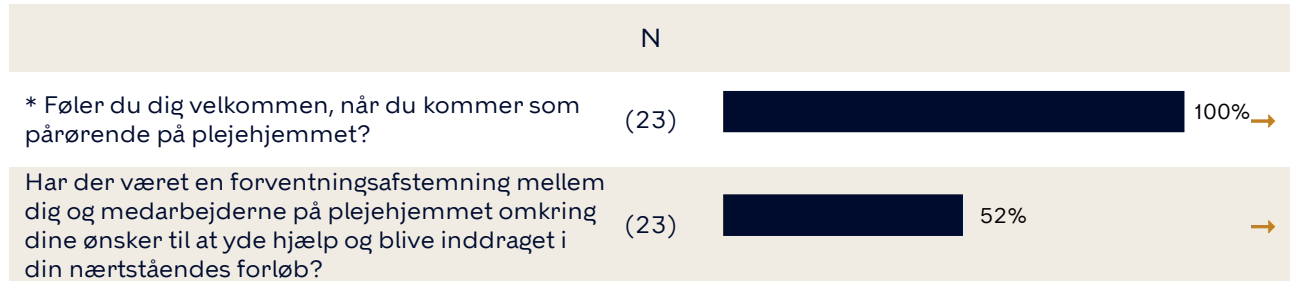 N
* Føler du dig velkommen, når du kommer som
pårørende på plejehjemmet?
(23)
100%→
Har der været en forventningsafstemning mellem
dig og medarbejderne på plejehjemmet omkring
dine ønsker til at yde hjælp og blive inddraget i
din nærtståendes forløb?
(23)
52%
→